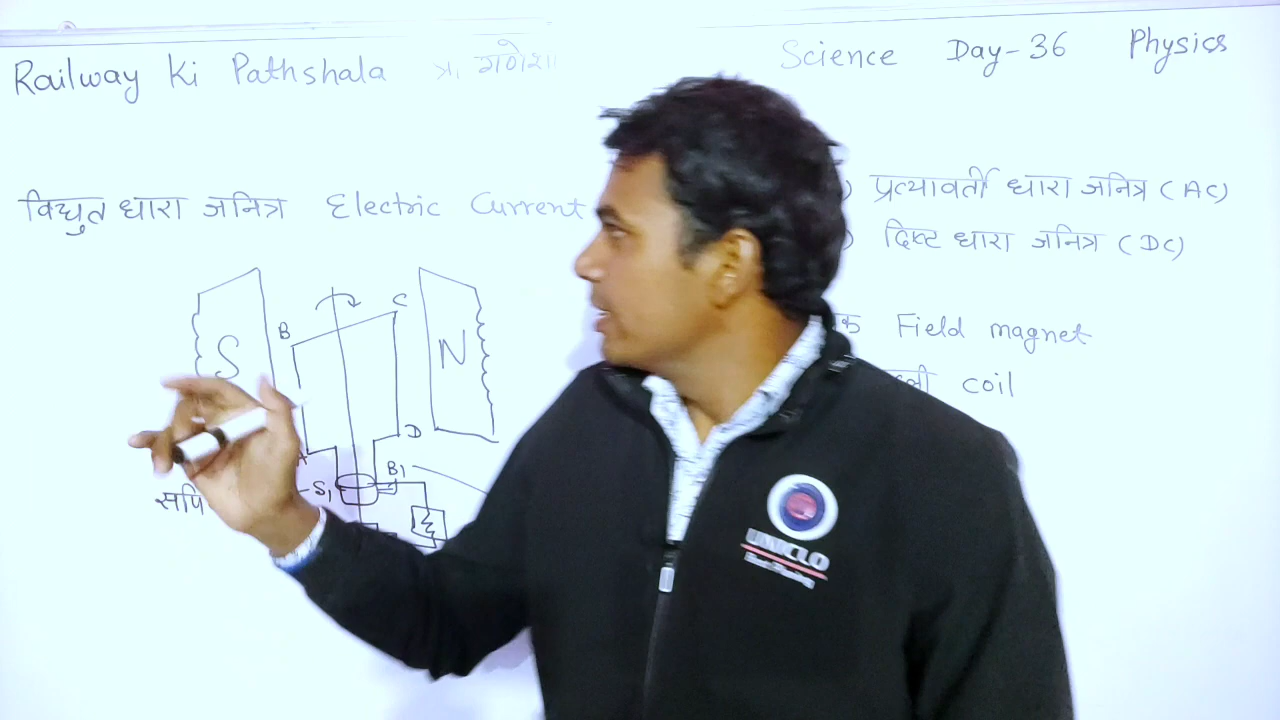 Railway Ki Pathshala
Science Day-36 Physics
विद्युत धारा जनित्र Electric Current
प्रत्यावर्ती धारा जनित्र (AC)
दिष्ट धारा जनित्र (DC)
Field magnet
coil
S
B
C
N
D
A
B1
S1
UNIQLO